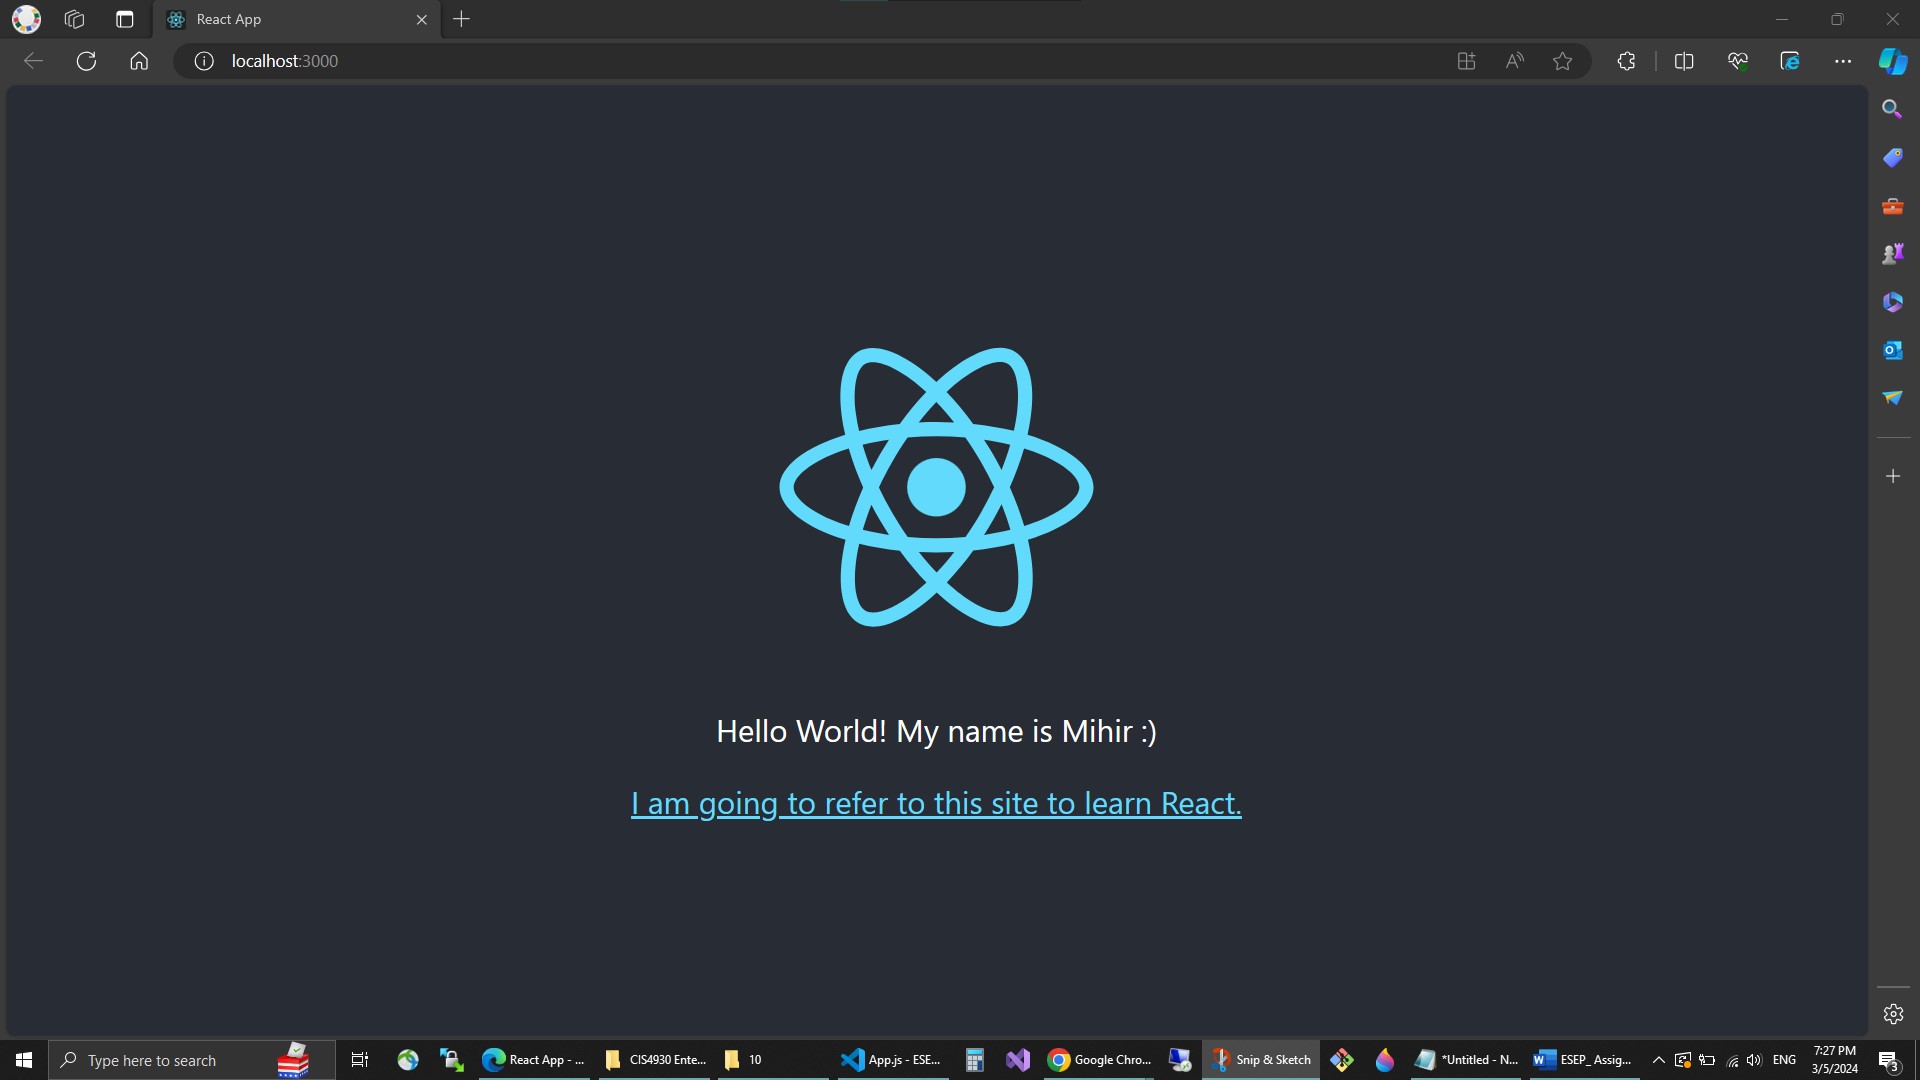 React App
localhost:3000
Hello World! My name is Mihir :)
I am going to refer to this site to learn React.
Type here to search
React App - ...
CIS4930 Ente...
10
App.js - ESE...
Google Chro...
Snip & Sketch
*Untitled - N...
ESEP_ Assig...
ENG
7:27 PM
3/5/2024
3